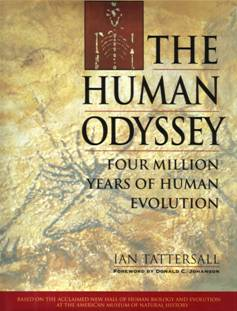 THE
HUMAN
ODYSSEY
FOUR MILLION
YEARS OF HUMAN
EVOLUTION
IAN TATTERSALL
FOREWORD BY DONALD C. JOHANSON
BASED ON THE ACCLAIMED NEW HALL OF HUMAN BIOLOGY AND EVOLUTION
AT THE AMERICAN MUSEUM OF NATURAL HISTORY